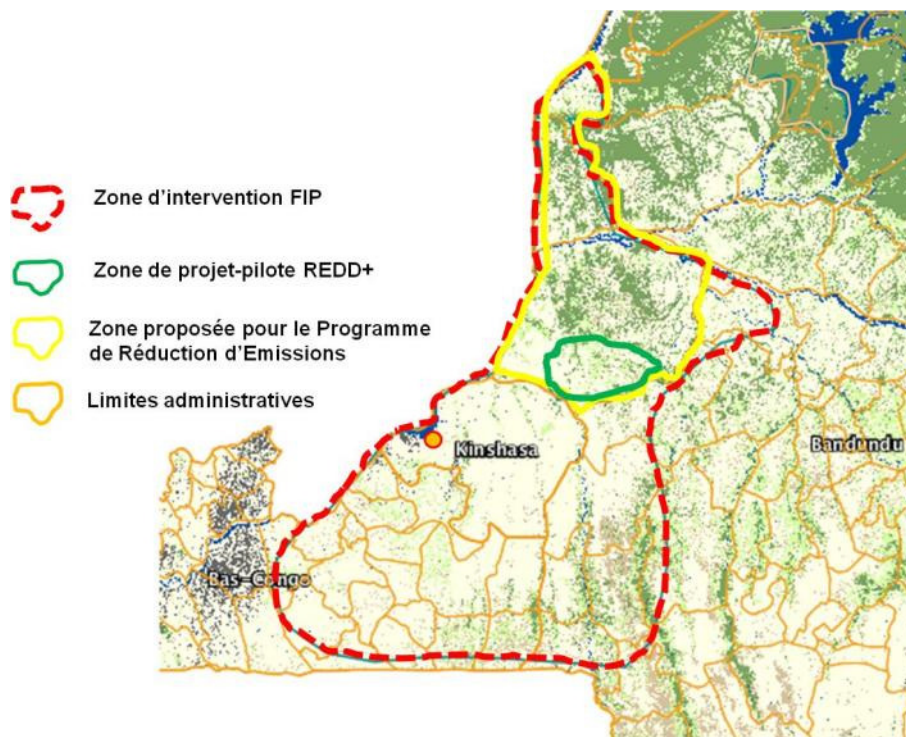 Zone d'intervention FIP
Zone de projet-pilote REDD+
Zone proposée pour le Programme
de Réduction d'Emissions
Limites administratives
Kinshasa
Bandundu
Bas-Congo